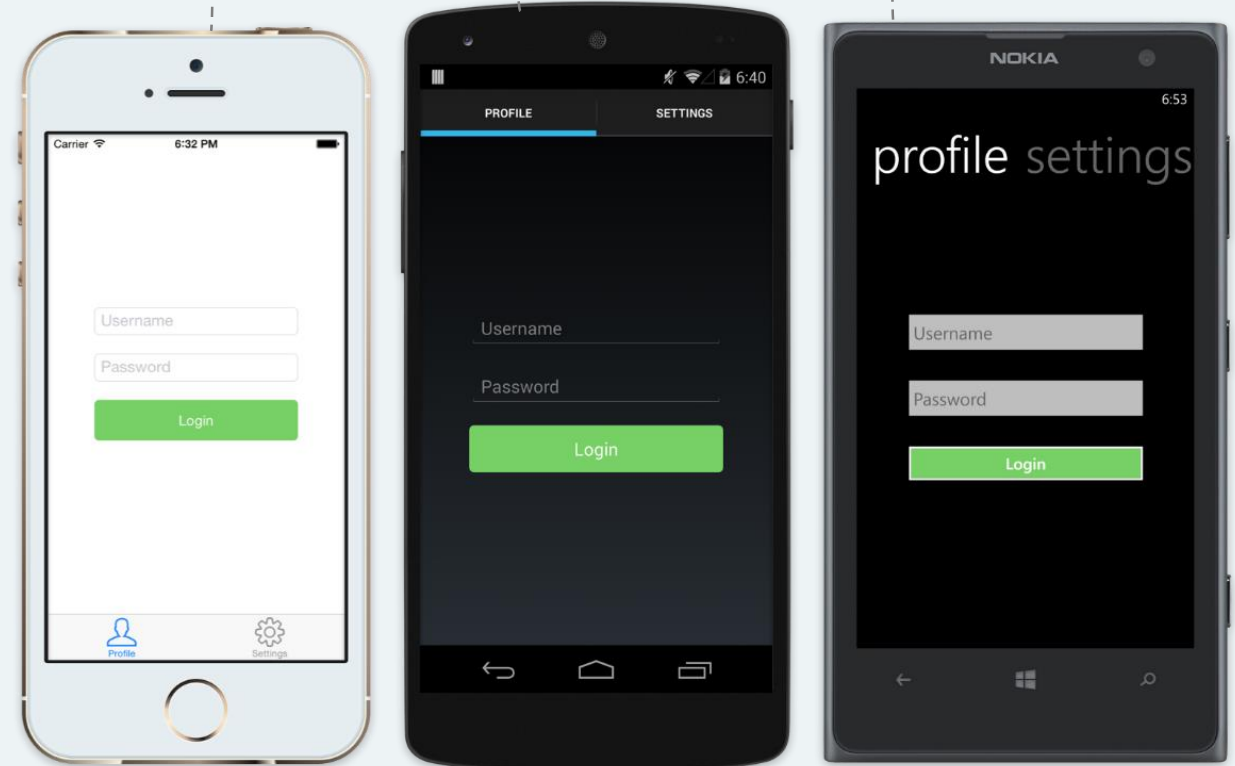 Carrier 6:32 PM
Username
Password
Login
Profile Settings
6:40
PROFILE SETTINGS
Username
Password
Login
NOKIA
6:53
profile settings
Username
Password
Login